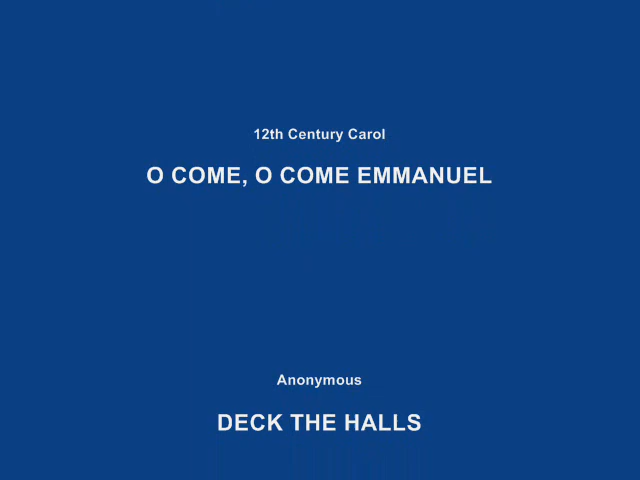 12th Century Carol
O COME, O COME EMMANUEL
Anonymous
DECK THE HALLS